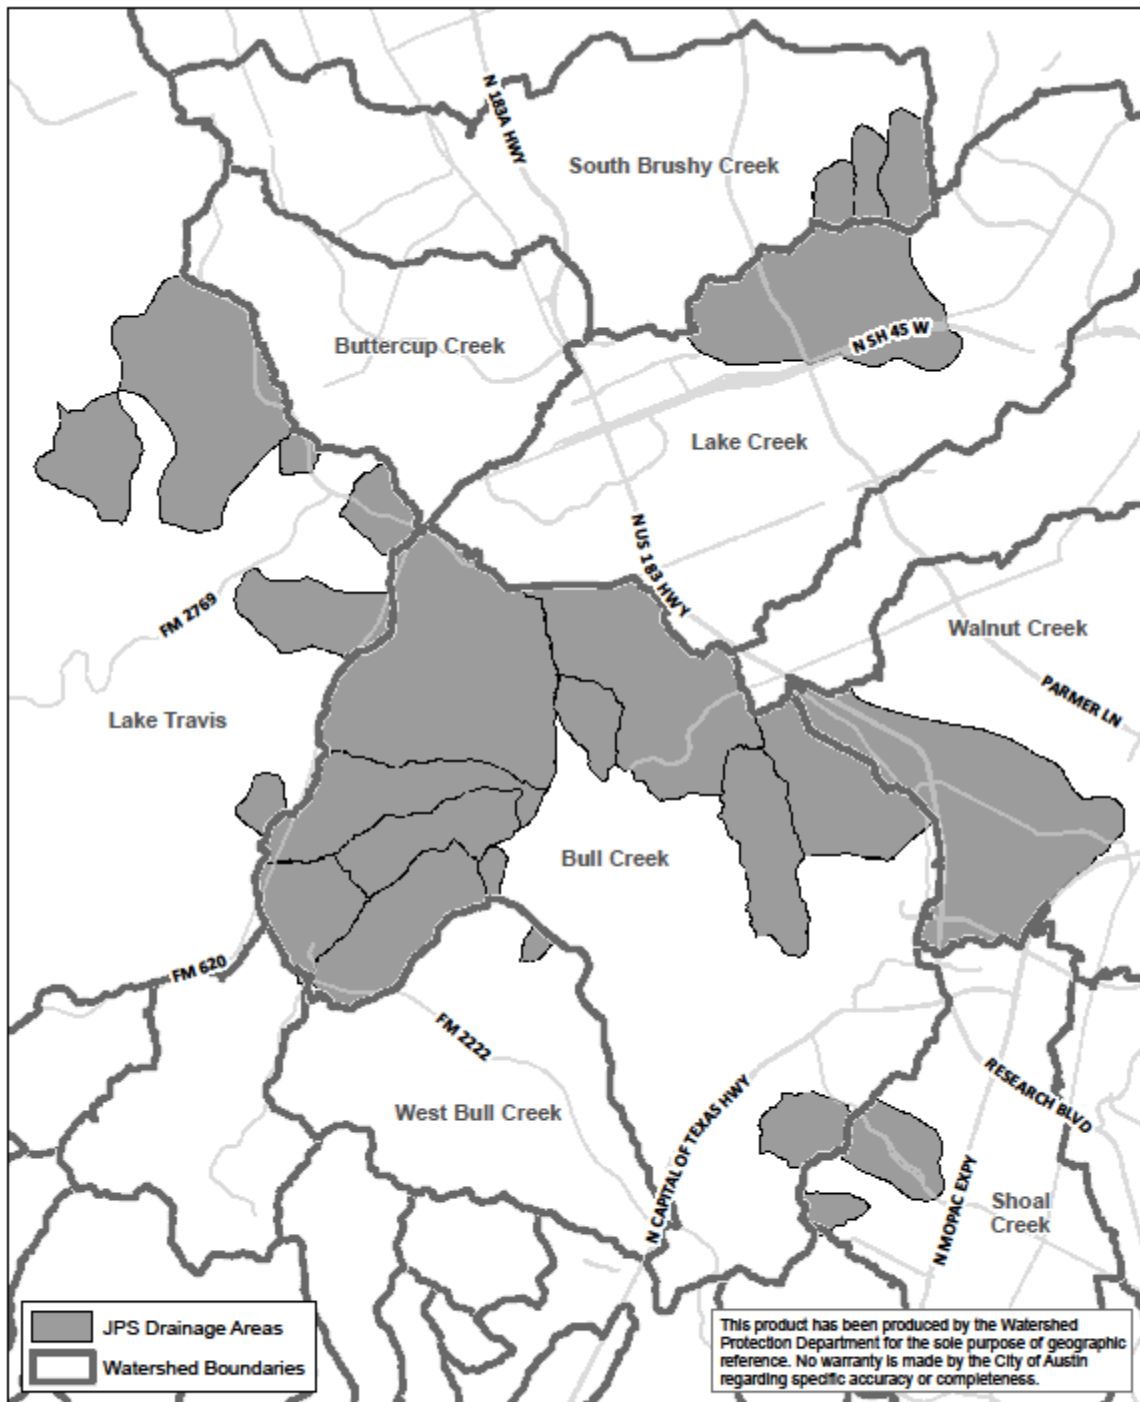 N 183A HWY
South Brushy Creek
N SH 45 W
Buttercup Creek
Lake Creek
N US 183 HWY
FM 2769
Walnut Creek
PARMER LN
Lake Travis
Bull Creek
FM 620
FM 2222
RESEARCH BLVD
West Bull Creek
N CAPITAL OF TEXAS HWY
N MOPAC EXPY
Shoal
Creek
JPS Drainage Areas
Watershed Boundaries
This product has been produced by the Watershed
Protection Department for the sole purpose of geographic
reference. No warranty is made by the City of Austin
regarding specific accuracy or completeness.